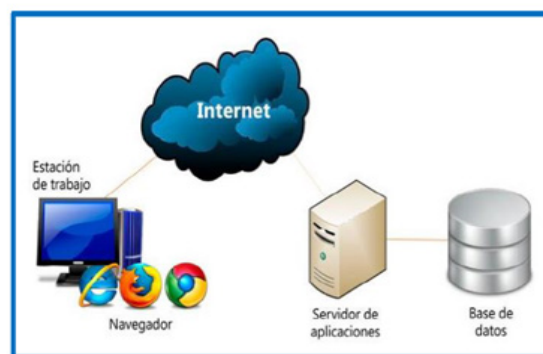 Internet
Estación
de trabajo
Navegador
Servidor de
aplicaciones
Base de
datos